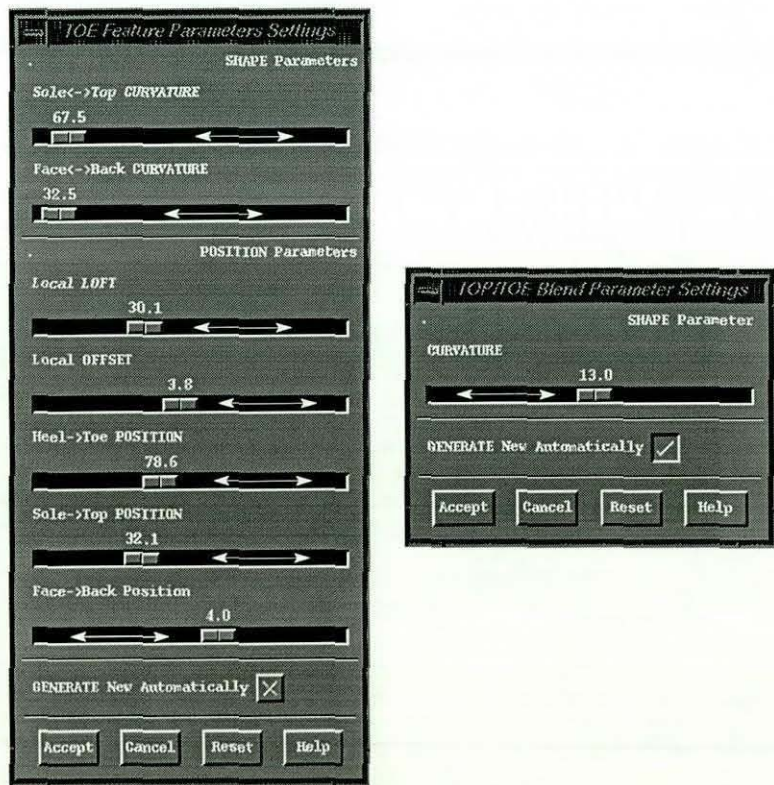 TOE Feature Parameters Settings
SHAPE Parameters
Sole<->Top CURVATURE
67.5
Face<->Back CURVATURE
32.5
POSITION Parameters
Local LOFT
30.1
Local OFFSET
3.8
Heel->Toe POSITION
78.6
Sole->Top POSITION
32.1
Face->Back Position
4.0
GENERATE New Automatically
Accept Cancel Reset Help
TOP/TOE Blend Parameter Settings
SHAPE Parameter
CURVATURE
13.0
GENERATE New Automatically
Accept Cancel Reset Help